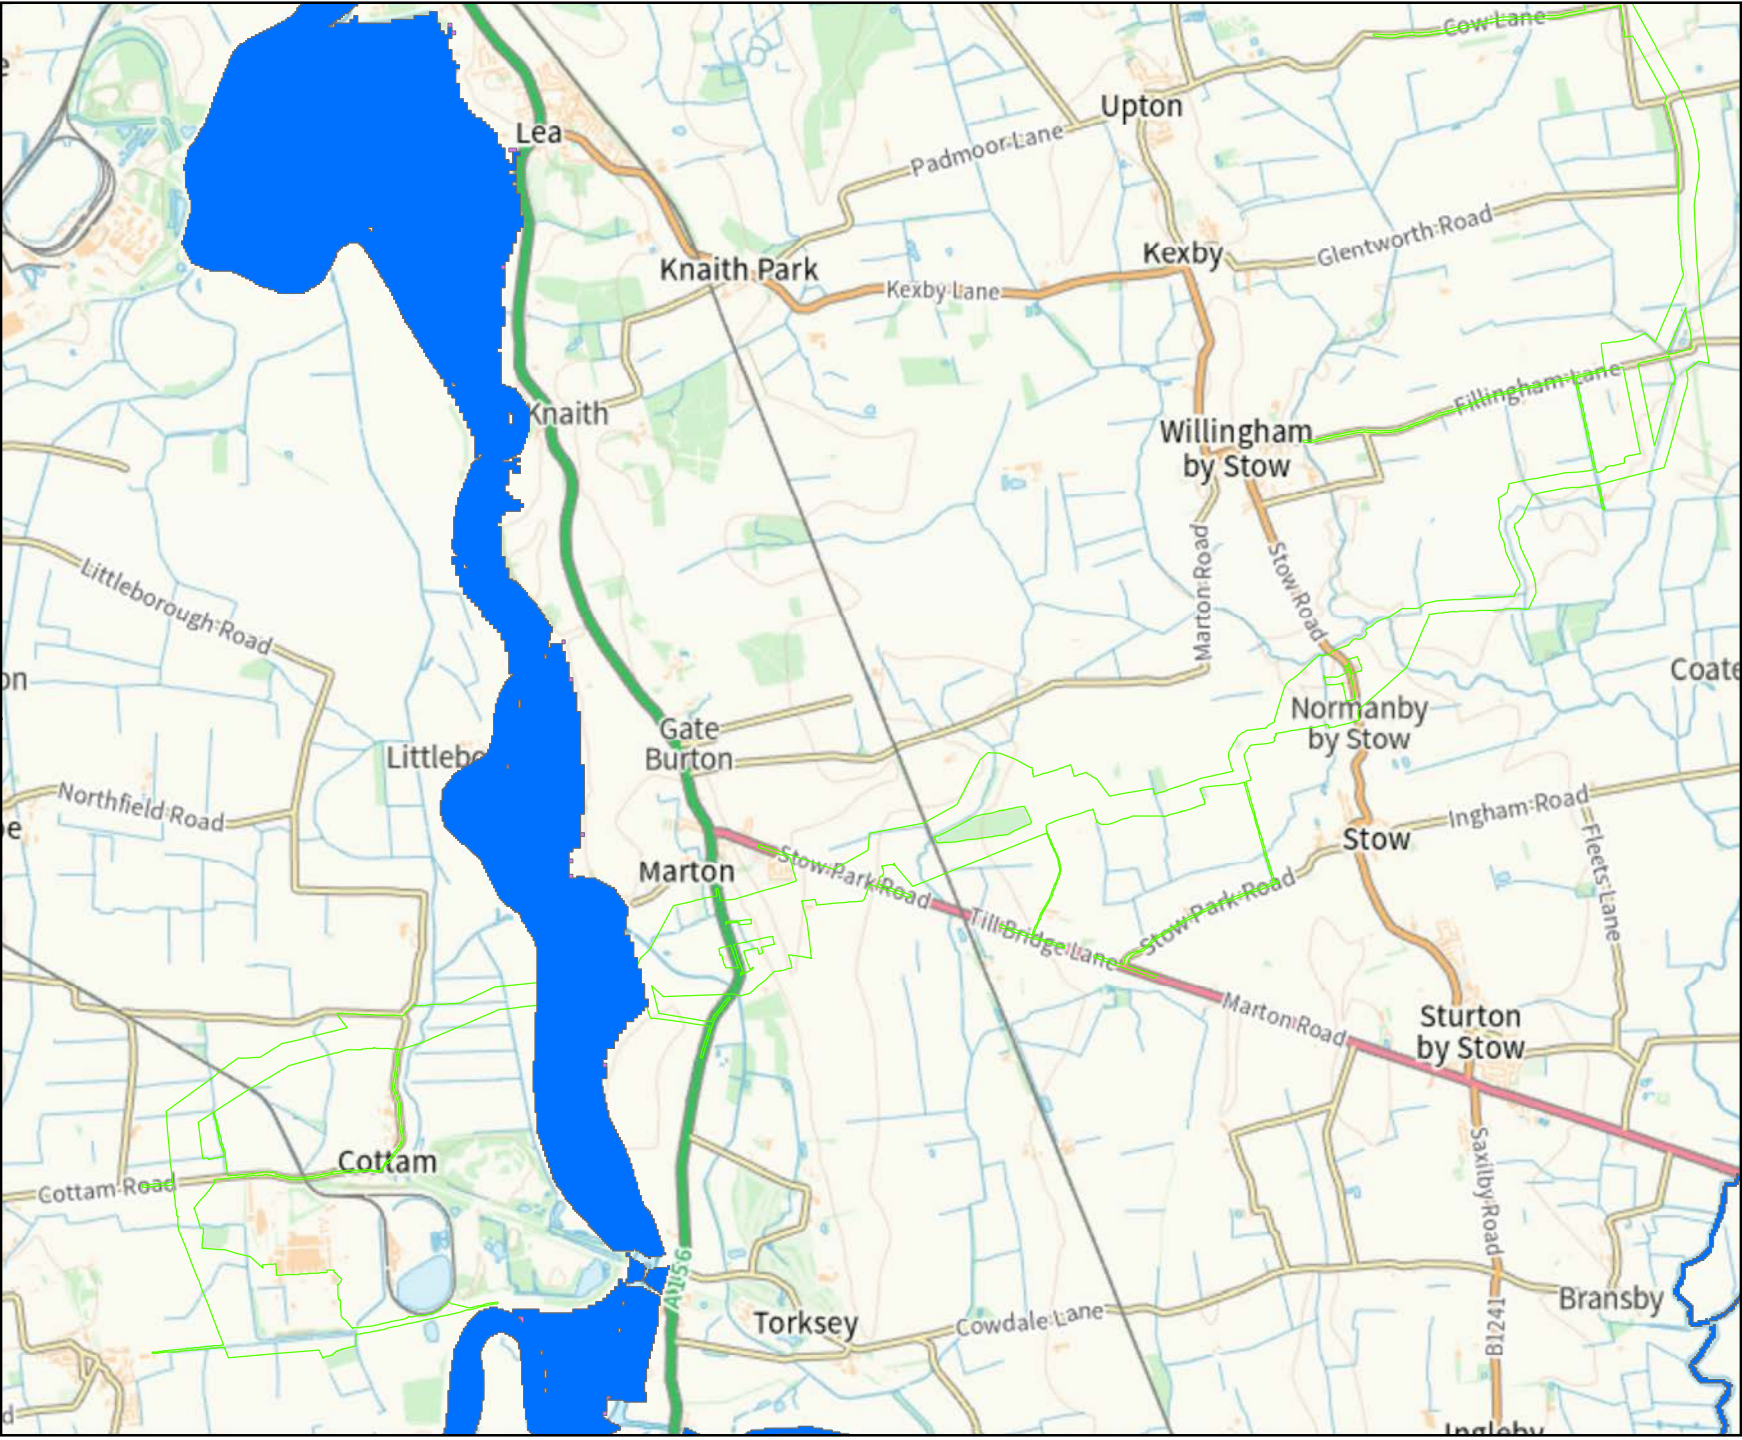 Cow Lane
Upton
Lea
Padmoor Lane
Glentworth Road
Kexby
Knaith Park
Kexby Lane
Fillingham Lane
Knaith
Willingham
by Stow
Marton Road
Stow Road
Littleborough Road
on
Coate
Normanby
by Stow
Gate
Burton
Littlebo
Northfield Road
Ingham Road
Stow
Fleets Lane
Marton
Stow Park Road
Stow Park Road
Till Bridge Lane
Marton Road
Sturton
by Stow
Cottam
Cottam Road
Saxilby Road
A156
Bransby
Torksey
Cowdale Lane
B1241
Ingleby